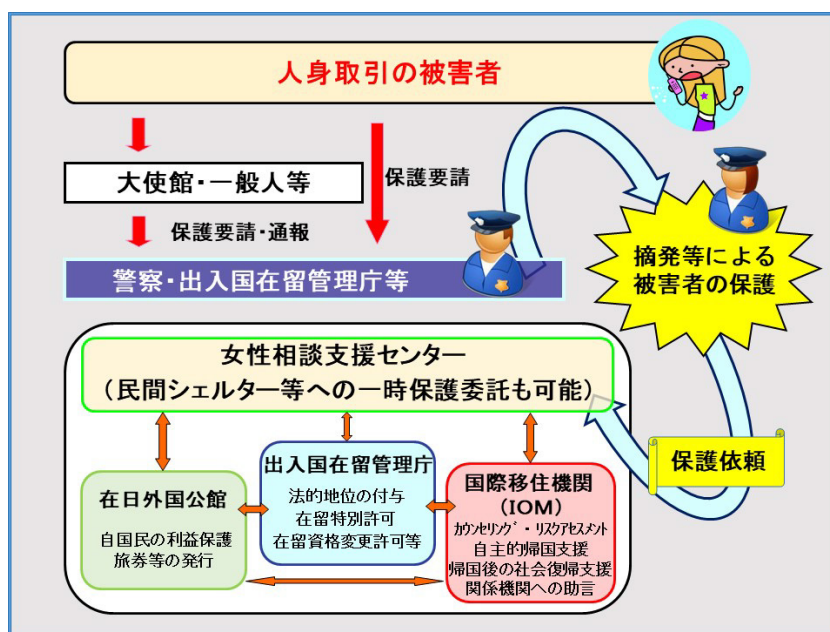 人身取引の被害者
大使館・一般人等
保護要請
保護要請・通報
警察・出入国在留管理庁等
摘発等による
被害者の保護
保護依頼
女性相談支援センター
(民間シェルター等への一時保護委託も可能)
在日外国公館
自国民の利益保護
旅券等の発行
出入国在留管理庁
法的地位の付与
在留特別許可
在留資格変更許可等
国際移住機関
(IOM)
ｶｳﾝｾﾘﾝｸﾞ・ﾘｽｸｱｾｽﾒﾝﾄ
自主的帰国支援
帰国後の社会復帰支援
関係機関への助言